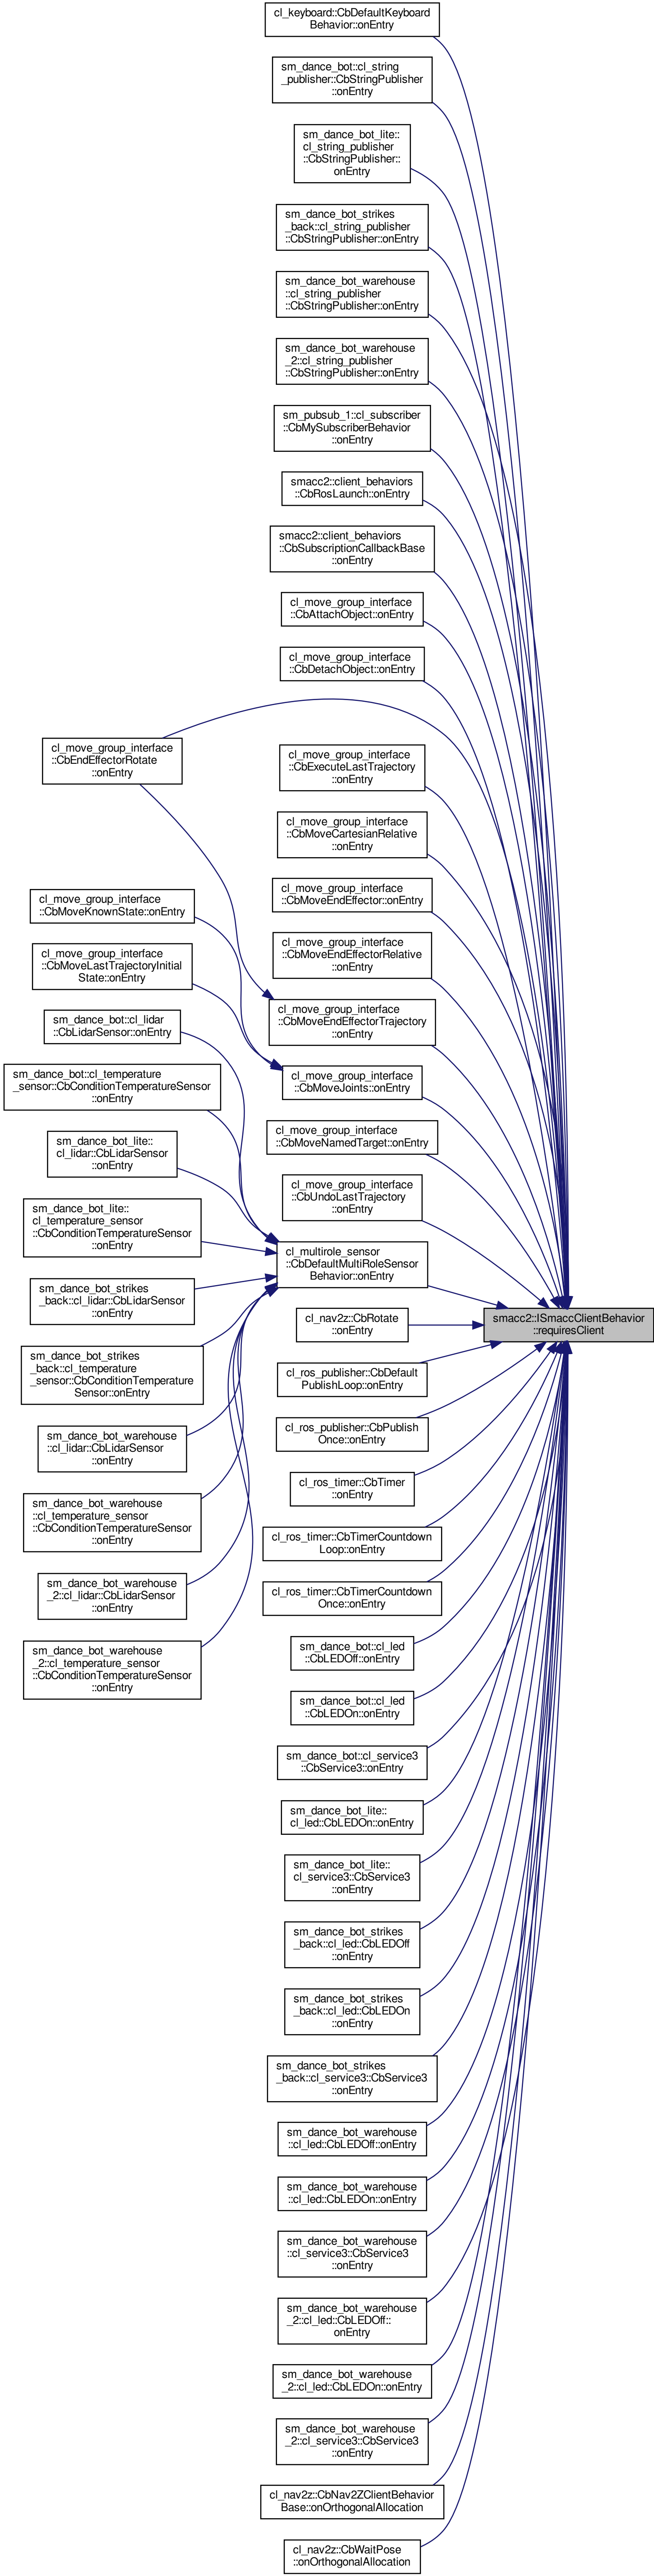 cl_keyboard::CbDefaultKeyboard
Behavior::onEntry
sm_dance_bot::cl_string
_publisher::CbStringPublisher
::onEntry
sm_dance_bot_lite::
cl_string_publisher
::CbStringPublisher::
onEntry
sm_dance_bot_strikes
_back::cl_string_publisher
::CbStringPublisher::onEntry
sm_dance_bot_warehouse
::cl_string_publisher
::CbStringPublisher::onEntry
sm_dance_bot_warehouse
_2::cl_string_publisher
::CbStringPublisher::onEntry
sm_pubsub_1::cl_subscriber
::CbMySubscriberBehavior
::onEntry
smacc2::client_behaviors
::CbRosLaunch::onEntry
smacc2::client_behaviors
::CbSubscriptionCallbackBase
::onEntry
cl_move_group_interface
::CbAttachObject::onEntry
cl_move_group_interface
::CbDetachObject::onEntry
cl_move_group_interface
::CbEndEffectorRotate
::onEntry
cl_move_group_interface
::CbExecuteLastTrajectory
::onEntry
cl_move_group_interface
::CbMoveCartesianRelative
::onEntry
cl_move_group_interface
::CbMoveEndEffector::onEntry
cl_move_group_interface
::CbMoveKnownState::onEntry
cl_move_group_interface
::CbMoveEndEffectorRelative
::onEntry
cl_move_group_interface
::CbMoveLastTrajectoryInitial
State::onEntry
cl_move_group_interface
::CbMoveEndEffectorTrajectory
::onEntry
sm_dance_bot::cl_lidar
::CbLidarSensor::onEntry
cl_move_group_interface
::CbMoveJoints::onEntry
sm_dance_bot::cl_temperature
_sensor::CbConditionTemperatureSensor
::onEntry
cl_move_group_interface
::CbMoveNamedTarget::onEntry
sm_dance_bot_lite::
cl_lidar::CbLidarSensor
::onEntry
cl_move_group_interface
::CbUndoLastTrajectory
::onEntry
sm_dance_bot_lite::
cl_temperature_sensor
::CbConditionTemperatureSensor
::onEntry
cl_multirole_sensor
::CbDefaultMultiRoleSensor
Behavior::onEntry
sm_dance_bot_strikes
_back::cl_lidar::CbLidarSensor
::onEntry
cl_nav2z::CbRotate
::onEntry
smacc2::ISmaccClientBehavior
::requiresClient
sm_dance_bot_strikes
_back::cl_temperature
_sensor::CbConditionTemperature
Sensor::onEntry
cl_ros_publisher::CbDefault
PublishLoop::onEntry
sm_dance_bot_warehouse
::cl_lidar::CbLidarSensor
::onEntry
cl_ros_publisher::CbPublish
Once::onEntry
cl_ros_timer::CbTimer
::onEntry
sm_dance_bot_warehouse
::cl_temperature_sensor
::CbConditionTemperatureSensor
::onEntry
cl_ros_timer::CbTimerCountdown
Loop::onEntry
sm_dance_bot_warehouse
_2::cl_lidar::CbLidarSensor
::onEntry
cl_ros_timer::CbTimerCountdown
Once::onEntry
sm_dance_bot_warehouse
_2::cl_temperature_sensor
::CbConditionTemperatureSensor
::onEntry
sm_dance_bot::cl_led
::CbLEDOff::onEntry
sm_dance_bot::cl_led
::CbLEDOn::onEntry
sm_dance_bot::cl_service3
::CbService3::onEntry
sm_dance_bot_lite::
cl_led::CbLEDOn::onEntry
sm_dance_bot_lite::
cl_service3::CbService3
::onEntry
sm_dance_bot_strikes
_back::cl_led::CbLEDOff
::onEntry
sm_dance_bot_strikes
_back::cl_led::CbLEDOn
::onEntry
sm_dance_bot_strikes
_back::cl_service3::CbService3
::onEntry
sm_dance_bot_warehouse
::cl_led::CbLEDOff::onEntry
sm_dance_bot_warehouse
::cl_led::CbLEDOn::onEntry
sm_dance_bot_warehouse
::cl_service3::CbService3
::onEntry
sm_dance_bot_warehouse
_2::cl_led::CbLEDOff::
onEntry
sm_dance_bot_warehouse
_2::cl_led::CbLEDOn::onEntry
sm_dance_bot_warehouse
_2::cl_service3::CbService3
::onEntry
cl_nav2z::CbNav2ZClientBehavior
Base::onOrthogonalAllocation
cl_nav2z::CbWaitPose
::onOrthogonalAllocation